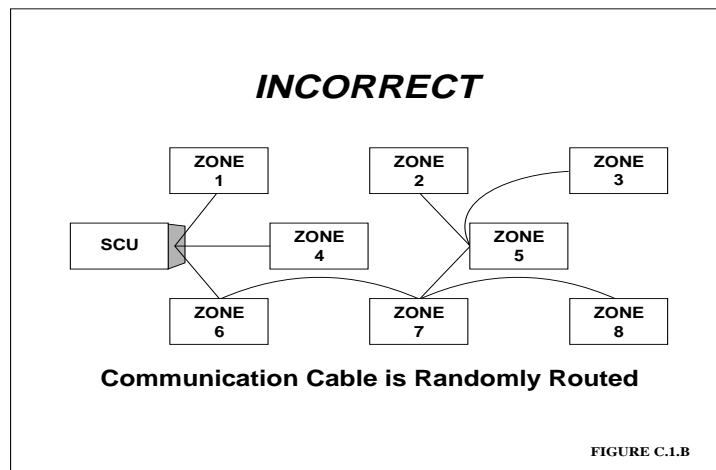 INCORRECT
ZONE
1
ZONE
2
ZONE
3
SCU
ZONE
4
ZONE
5
ZONE
6
ZONE
7
ZONE
8
Communication Cable is Randomly Routed
FIGURE C.1.B